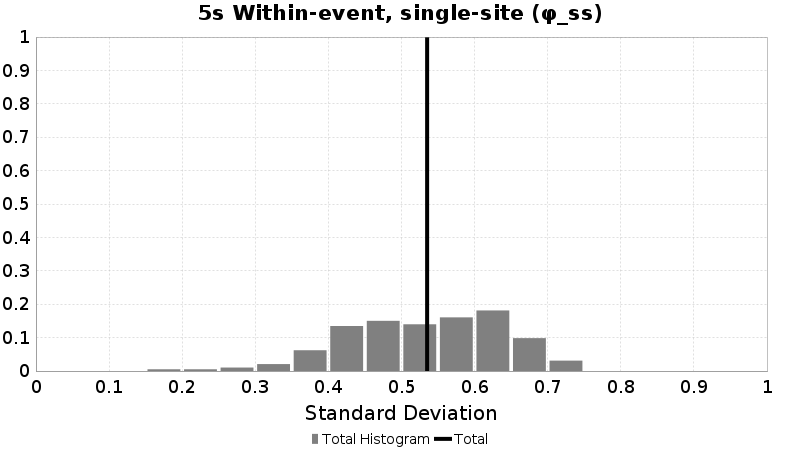 5s Within-event, single-site (φ_ss)
1
0.9
0.8
0.7
0.6
0.5
0.4
0.3
0.2
0.1
0
0 0.1 0.2 0.3 0.4 0.5 0.6 0.7 0.8 0.9 1
Standard Deviation
Total Histogram Total